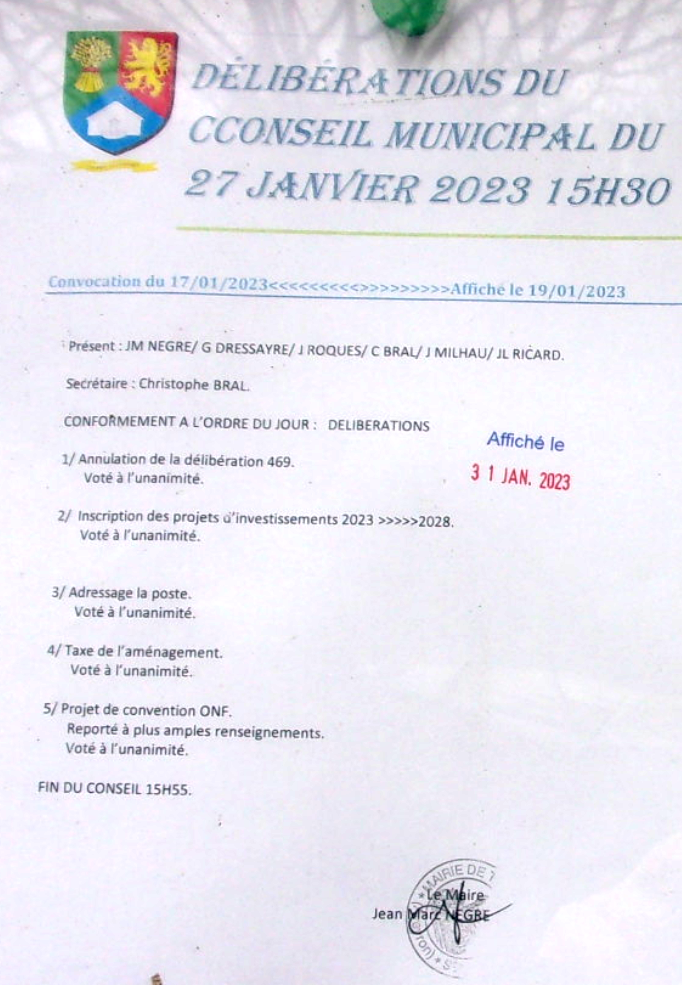 DÉLIBÉRATIONS DU
CCONSEIL MUNICIPAL DU
27 JANVIER 2023 15H30
Convocation du 17/01/2023<<<<<<<<<>>>>>>>>>Affiché le 19/01/2023
Présent : JM NEGRE/ G DRESSAYRE/ J ROQUES/ C BRAL/ J MILHAU/ JL RICARD.
Secrétaire : Christophe BRAL.
CONFORMEMENT A L'ORDRE DU JOUR : DELIBERATIONS
Affiché le
31 JAN. 2023
1/ Annulation de la délibération 469.
Voté à l'unanimité.
2/ Inscription des projets d'investissements 2023 >>>>>2028.
Voté à l'unanimité.
3/ Adressage la poste.
Voté à l'unanimité.
4/ Taxe de l'aménagement.
Voté à l'unanimité.
5/ Projet de convention ONF.
Reporté à plus amples renseignements.
Voté à l'unanimité.
FIN DU CONSEIL 15H55.
MAIRIE DE
Le Maire
Jean Marc NEGRE